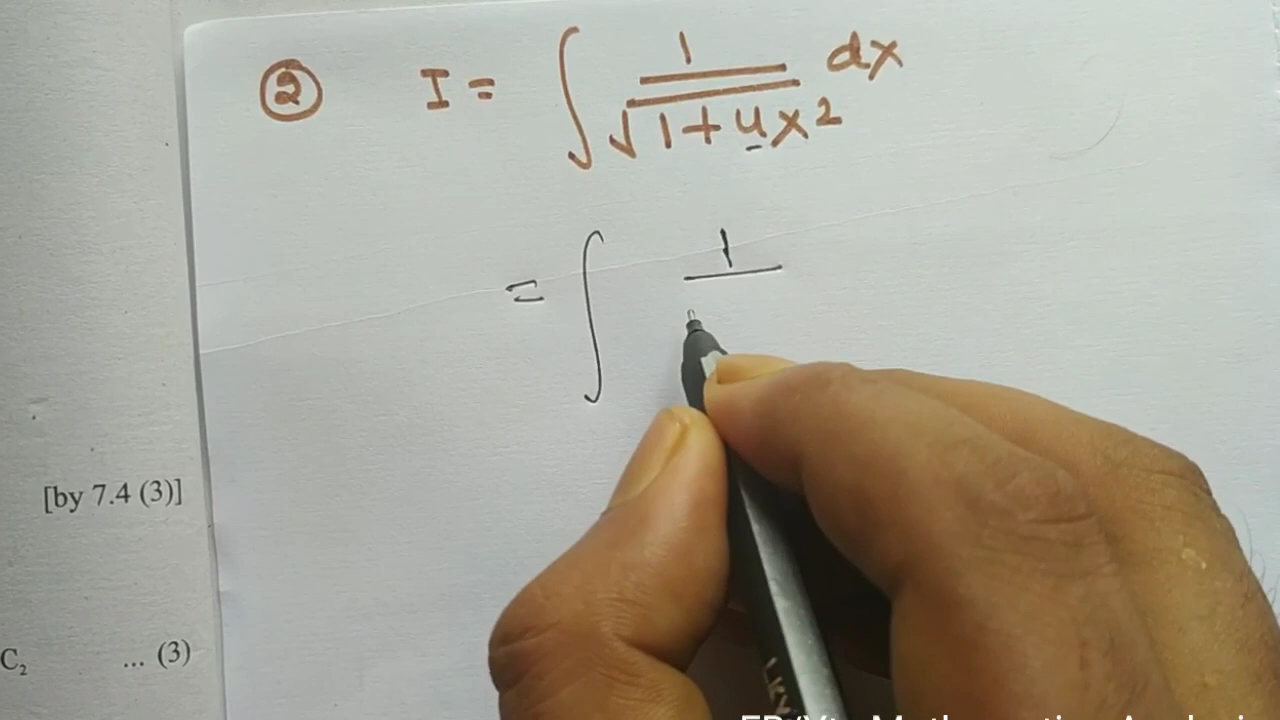 ② I = ∫ 1/√(1+4x²) dx
= ∫ 1
[by 7.4 (3)]
C₂ ... (3)